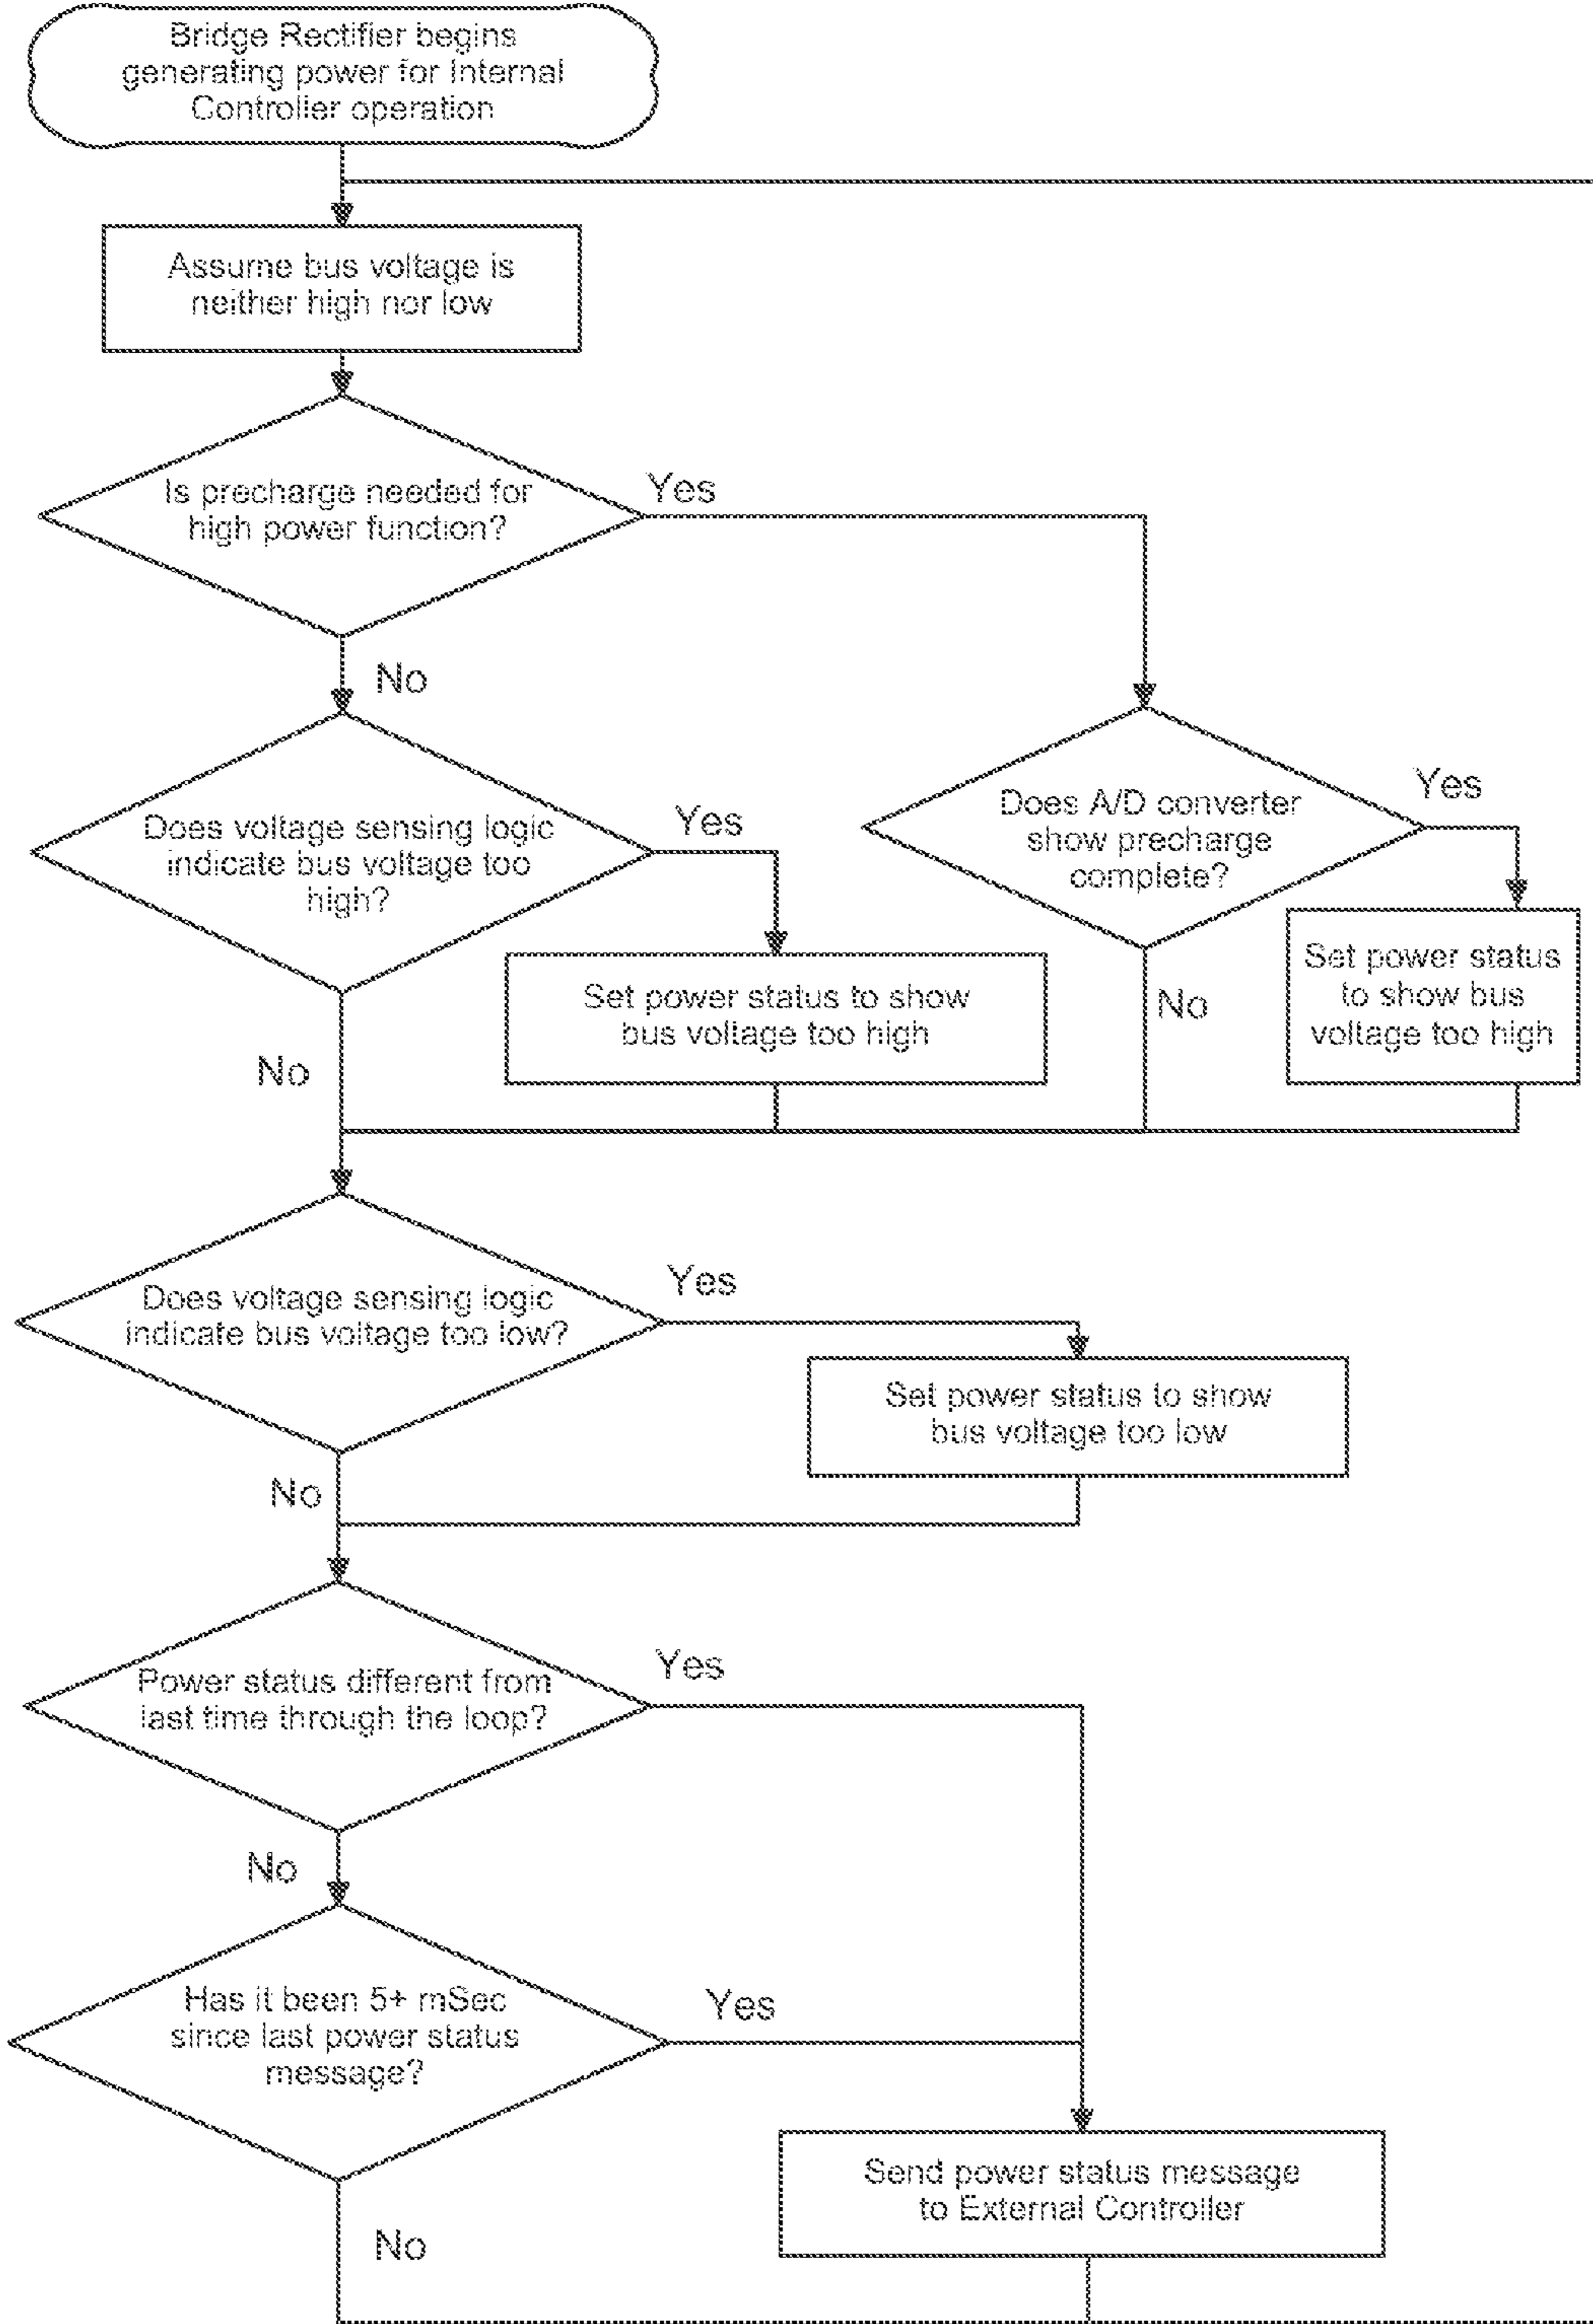 Bridge Rectifier begins
generating power for Internal
Controller operation
Assume bus voltage is
neither high nor low
Is precharge needed for
high power function?
Yes
No
Does voltage sensing logic
indicate bus voltage too
high?
Yes
Does A/D converter
show precharge
complete?
Yes
Set power status to show
bus voltage too high
No
Set power status
to show bus
voltage too high
No
Does voltage sensing logic
indicate bus voltage too low?
Yes
Set power status to show
bus voltage too low
No
Power status different from
last time through the loop?
Yes
No
Has it been 5+ mSec
since last power status
message?
Yes
Send power status message
to External Controller
No